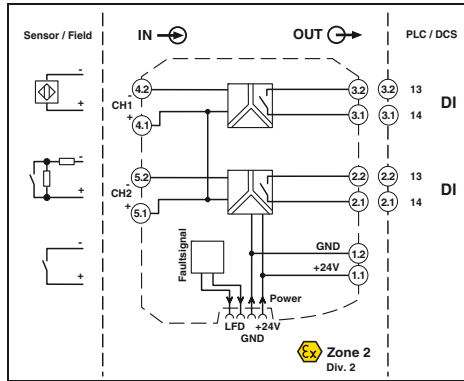 Sensor / Field IN OUT PLC / DCS
- 4.2 3.2 3.2 13
- CH1 DI
+ + 4.1 3.1 3.1 14
- 5.2 2.2 2.2 13
- CH2 DI
+ + 5.1 2.1 2.1 14
Faultsignal
- GND 1.2
+24V 1.1
+ Power
LFD +24V
GND
Ex Zone 2
Div. 2